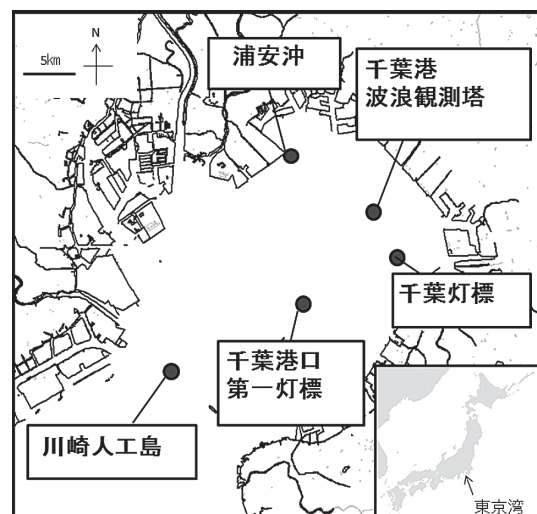 5km
N
浦安沖
千葉港
波浪観測塔
千葉灯標
千葉港口
第一灯標
川崎人工島
東京湾